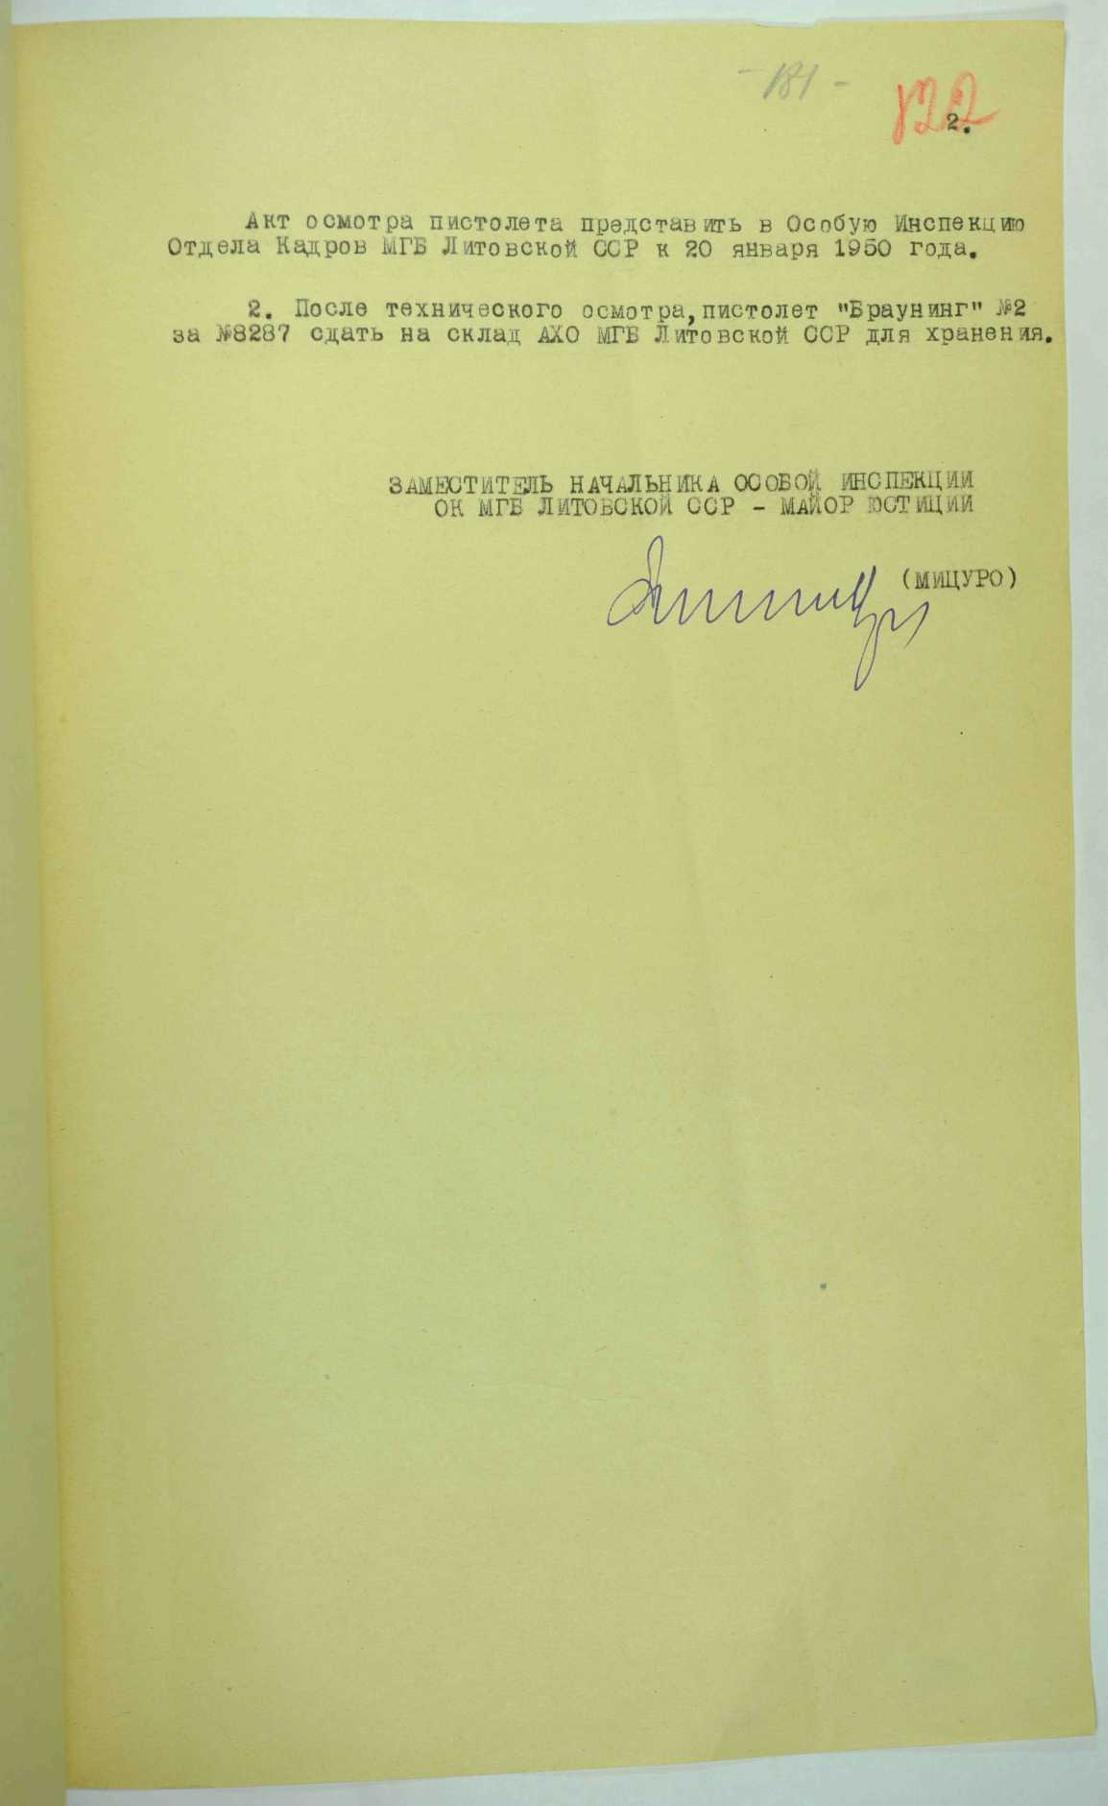 - 181 -
122
2.
Акт осмотра пистолета представить в Особую Инспекцию
Отдела Кадров МГБ Литовской ССР к 20 января 1950 года.
2. После технического осмотра, пистолет "Браунинг" №2
за №8287 сдать на склад АХО МГБ Литовской ССР для хранения.
ЗАМЕСТИТЕЛЬ НАЧАЛЬНИКА ОСОБОЙ ИНСПЕКЦИИ
ОК МГБ ЛИТОВСКОЙ ССР - МАЙОР ЮСТИЦИИ
(МИЦУРО)